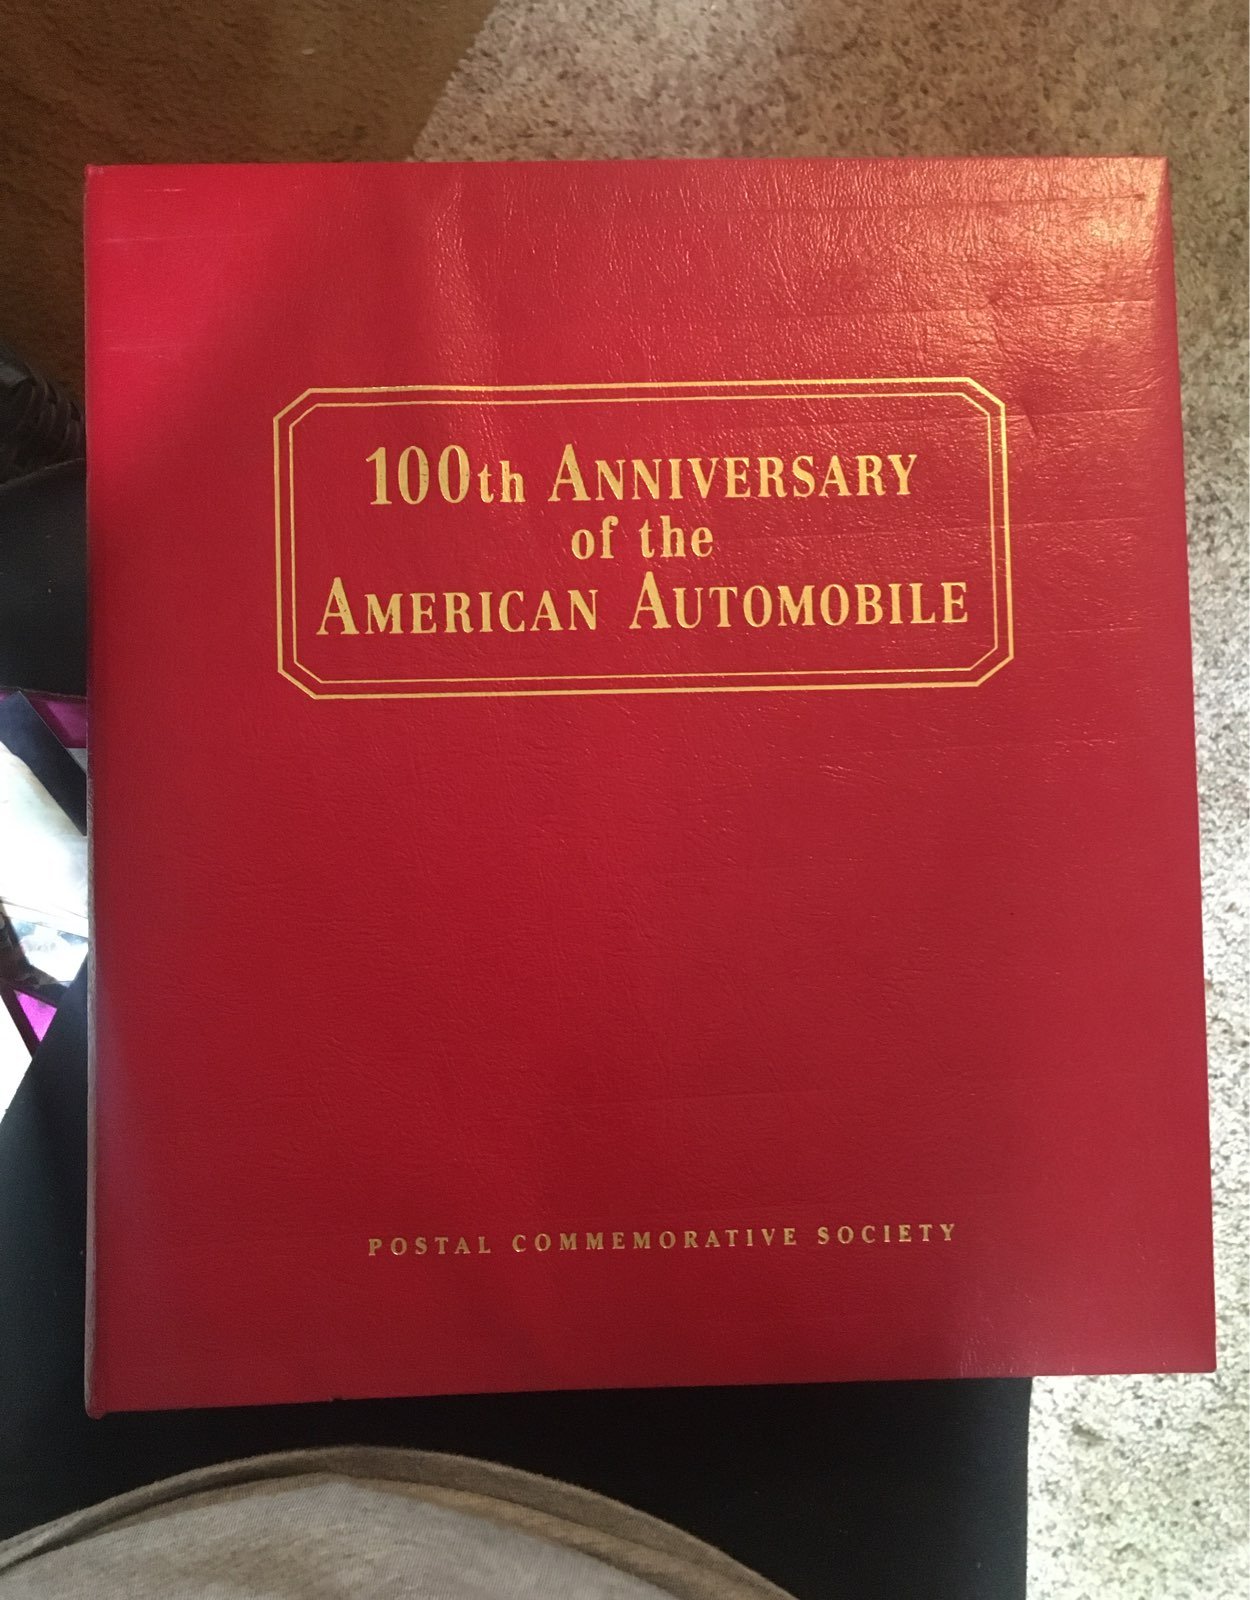 100th ANNIVERSARY
of the
AMERICAN AUTOMOBILE
POSTAL COMMEMORATIVE SOCIETY